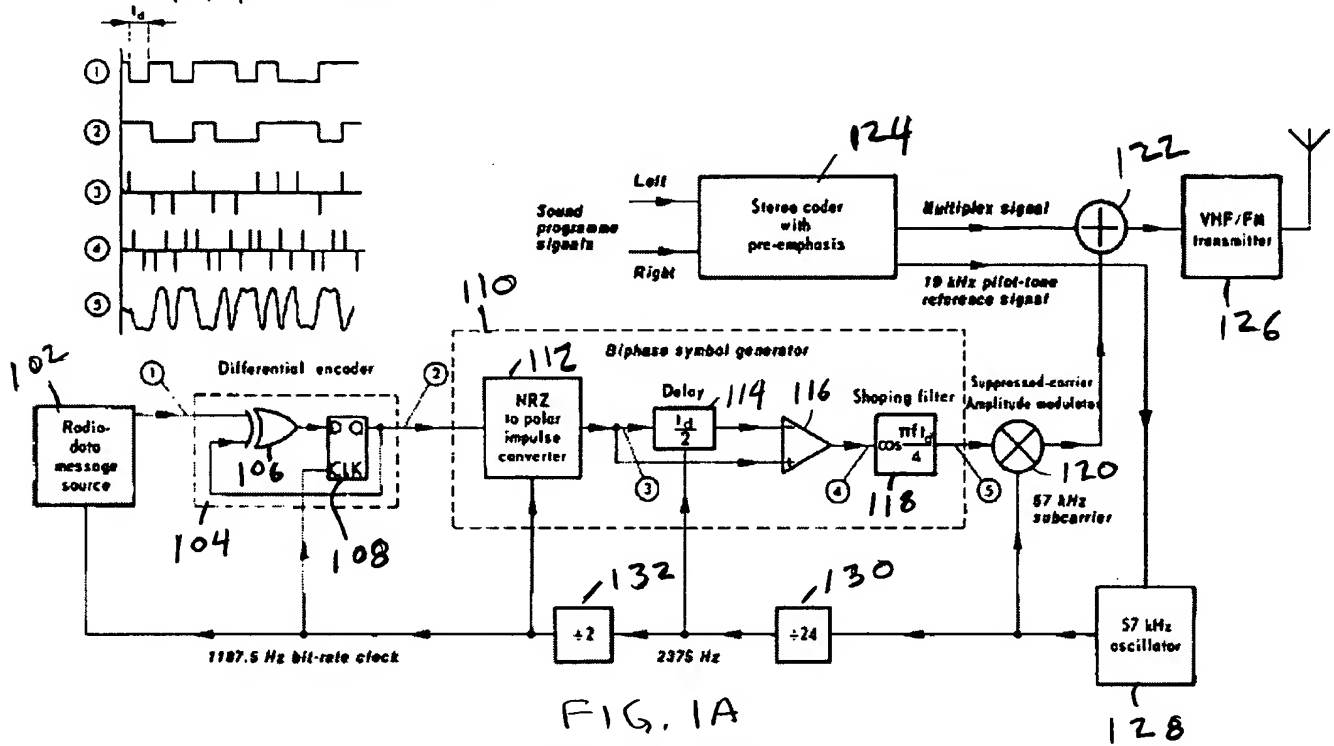 td
①
②
③
④
⑤
124
122
Left
Sound
programme
signals
Right
Stereo coder
with
pre-emphasis
Multiplex signal
19 kHz pilot-tone
reference signal
VHF/FM
transmitter
126
110
Biphase symbol generator
102
①
Differential encoder
②
Radio-
data
message
source
106
CLK
104
108
112
NRZ
to polar
impulse
converter
③
Delay
114
td
2
116
+
④
Shaping filter
cos πf td
4
118
⑤
Suppressed-carrier
Amplitude modulator
120
57 kHz
subcarrier
132
÷2
130
÷24
57 kHz
oscillator
128
1187.5 Hz bit-rate clock
2375 Hz
FIG. 1A